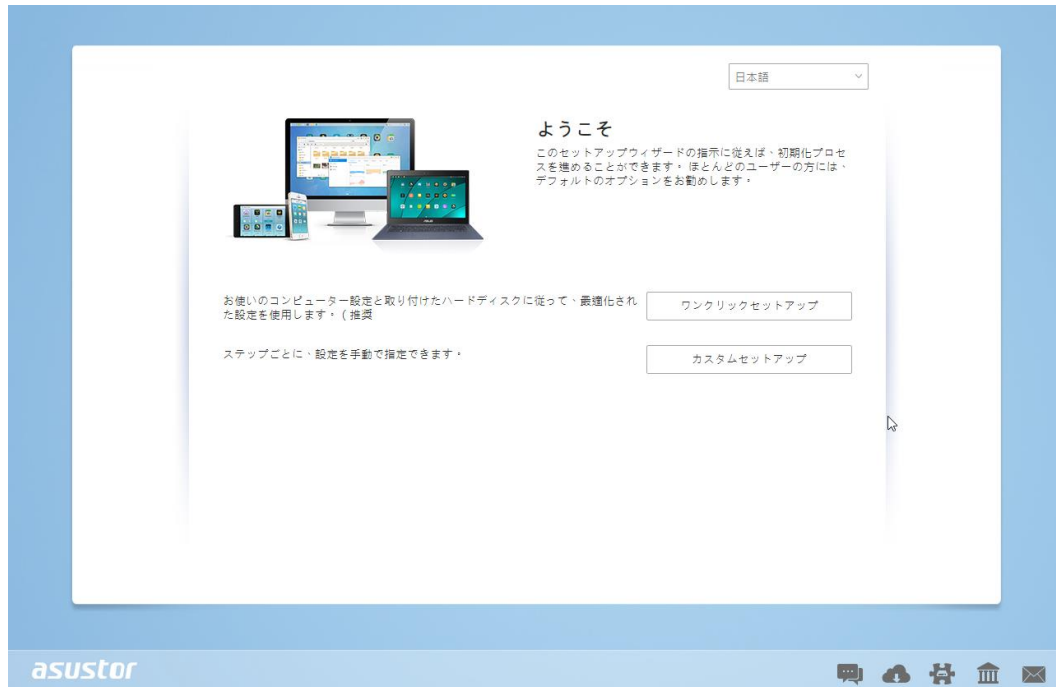 日本語
ようこそ
このセットアップウィザードの指示に従えば、初期化プロセ
スを進めることができます。ほとんどのユーザーの方には、
デフォルトのオプションをお勧めします。
お使いのコンピューター設定と取り付けたハードディスクに従って、最適化され
た設定を使用します。(推奨
ワンクリックセットアップ
ステップごとに、設定を手動で指定できます。
カスタムセットアップ
asustor